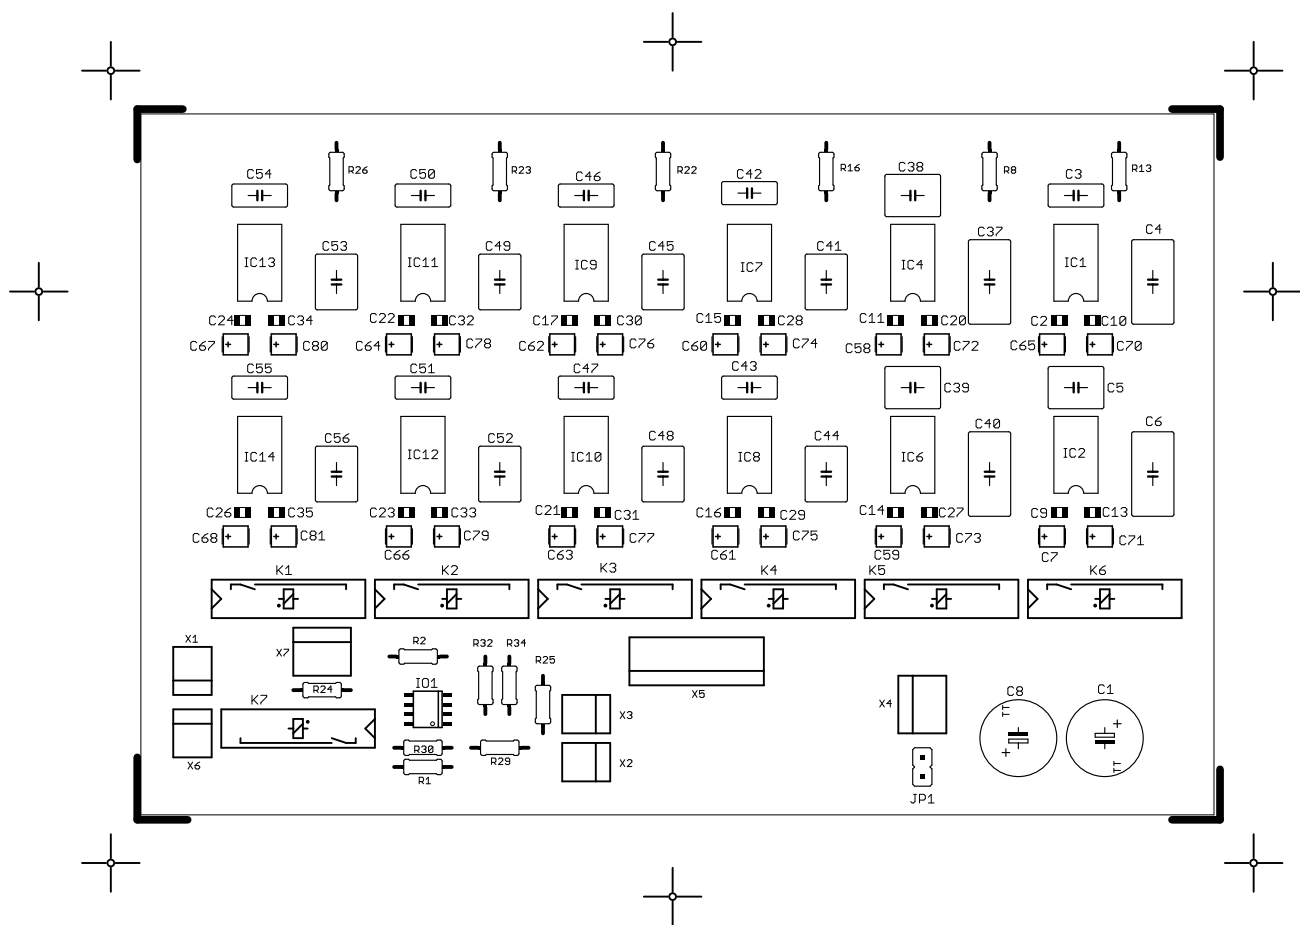 R26 R23 R22 R16 R8 R13
C54 C50 C46 C42 C38 C3
C53 C49 C45 C41 C37 C4
IC13 IC11 IC9 IC7 IC4 IC1
C24 C34 C22 C32 C17 C30 C15 C28 C11 C20 C2 C10
C67 C80 C64 C78 C62 C76 C60 C74 C58 C72 C65 C70
C55 C51 C47 C43 C39 C5
C56 C52 C48 C44 C40 C6
IC14 IC12 IC10 IC8 IC6 IC2
C26 C35 C23 C33 C21 C31 C16 C29 C14 C27 C9 C13
C68 C81 C66 C79 C63 C77 C61 C75 C59 C73 C7 C71
K1 K2 K3 K4 K5 K6
X1 X7 R2 R32 R34 R25
R24 IO1 X5 C8 C1
K7 X3 X4 TT
X6 R30 R29 X2 TT
R1 JP1